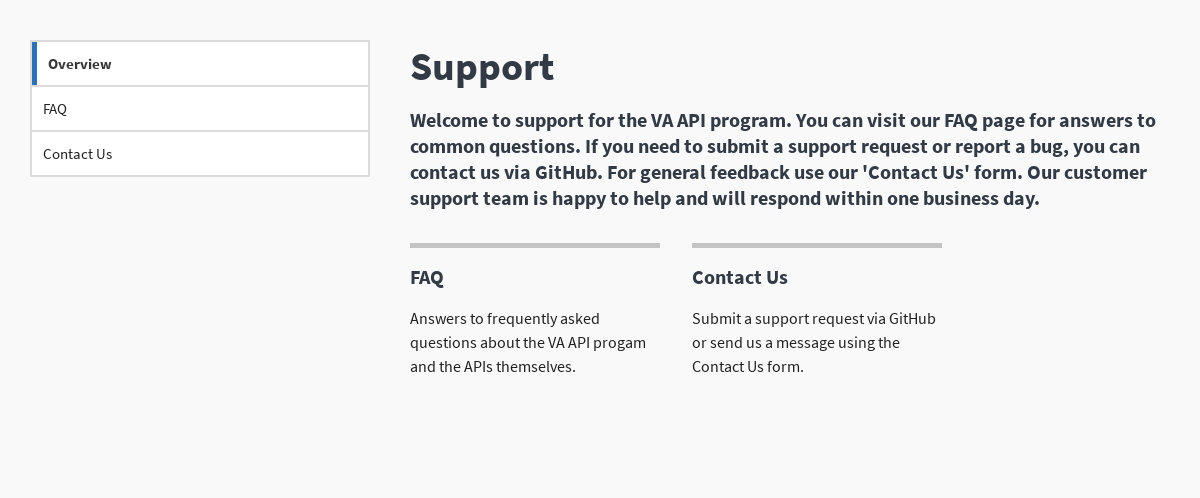 Overview
FAQ
Contact Us
Support
Welcome to support for the VA API program. You can visit our FAQ page for answers to
common questions. If you need to submit a support request or report a bug, you can
contact us via GitHub. For general feedback use our 'Contact Us' form. Our customer
support team is happy to help and will respond within one business day.
FAQ
Answers to frequently asked
questions about the VA API progam
and the APIs themselves.
Contact Us
Submit a support request via GitHub
or send us a message using the
Contact Us form.